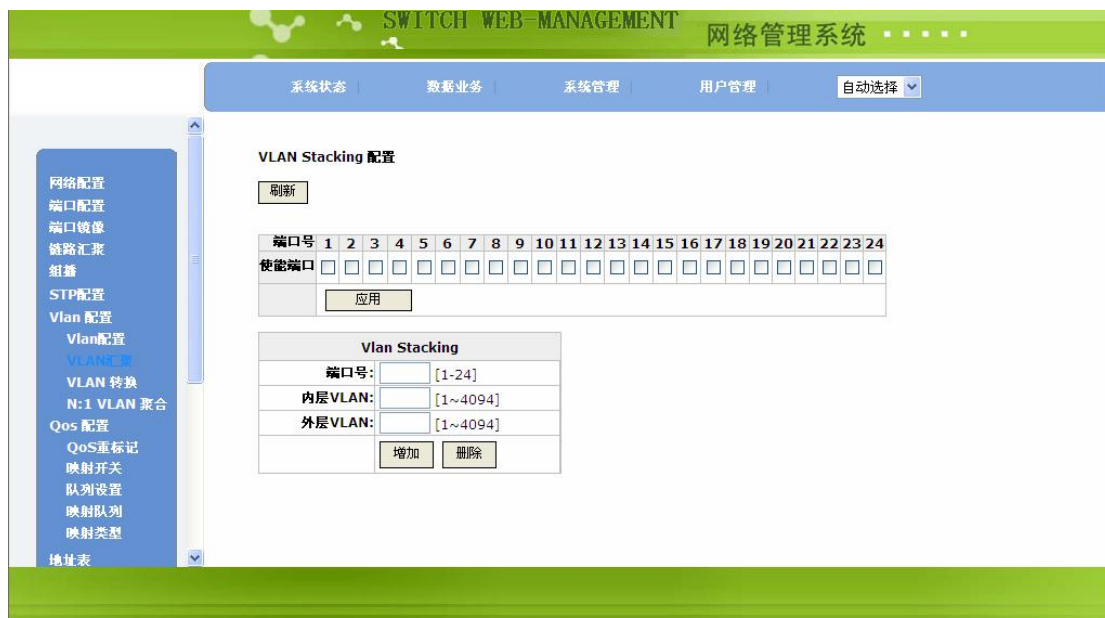 SWITCH WEB-MANAGEMENT
网络管理系统
系统状态 数据业务 系统管理 用户管理 自动选择
网络配置
端口配置
端口镜像
链路汇聚
组播
STP配置
Vlan 配置
Vlan配置
VLAN汇聚
VLAN 转换
N:1 VLAN 聚合
Qos 配置
QoS重标记
映射开关
队列设置
映射队列
映射类型
地址表
VLAN Stacking 配置
刷新
端口号 1 2 3 4 5 6 7 8 9 10 11 12 13 14 15 16 17 18 19 20 21 22 23 24
使能端口
应用
Vlan Stacking
端口号: [1-24]
内层VLAN: [1~4094]
外层VLAN: [1~4094]
增加 删除